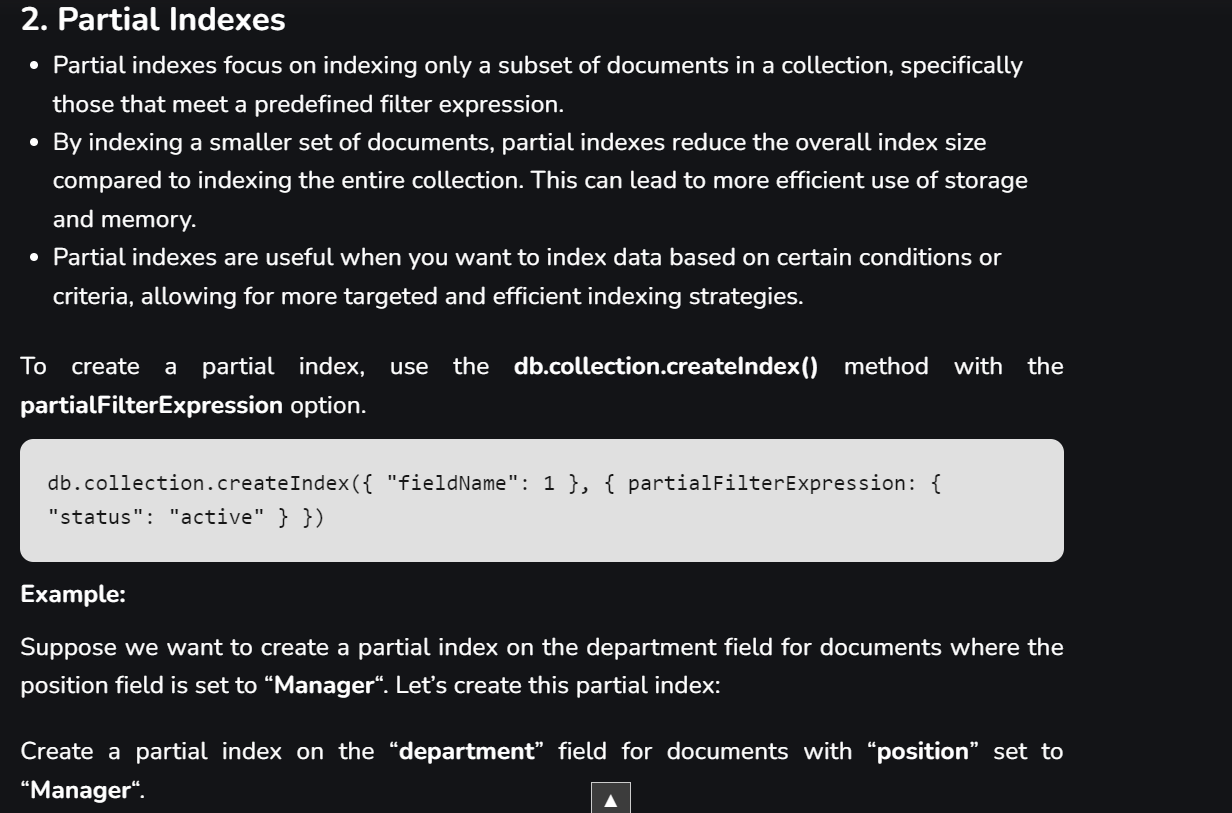 2. Partial Indexes
• Partial indexes focus on indexing only a subset of documents in a collection, specifically
those that meet a predefined filter expression.
• By indexing a smaller set of documents, partial indexes reduce the overall index size
compared to indexing the entire collection. This can lead to more efficient use of storage
and memory.
• Partial indexes are useful when you want to index data based on certain conditions or
criteria, allowing for more targeted and efficient indexing strategies.
To create a partial index, use the db.collection.createIndex() method with the
partialFilterExpression option.
db.collection.createIndex({ "fieldName": 1 }, { partialFilterExpression: {
"status": "active" } })
Example:
Suppose we want to create a partial index on the department field for documents where the
position field is set to “Manager“. Let’s create this partial index:
Create a partial index on the “department” field for documents with “position” set to
“Manager“.